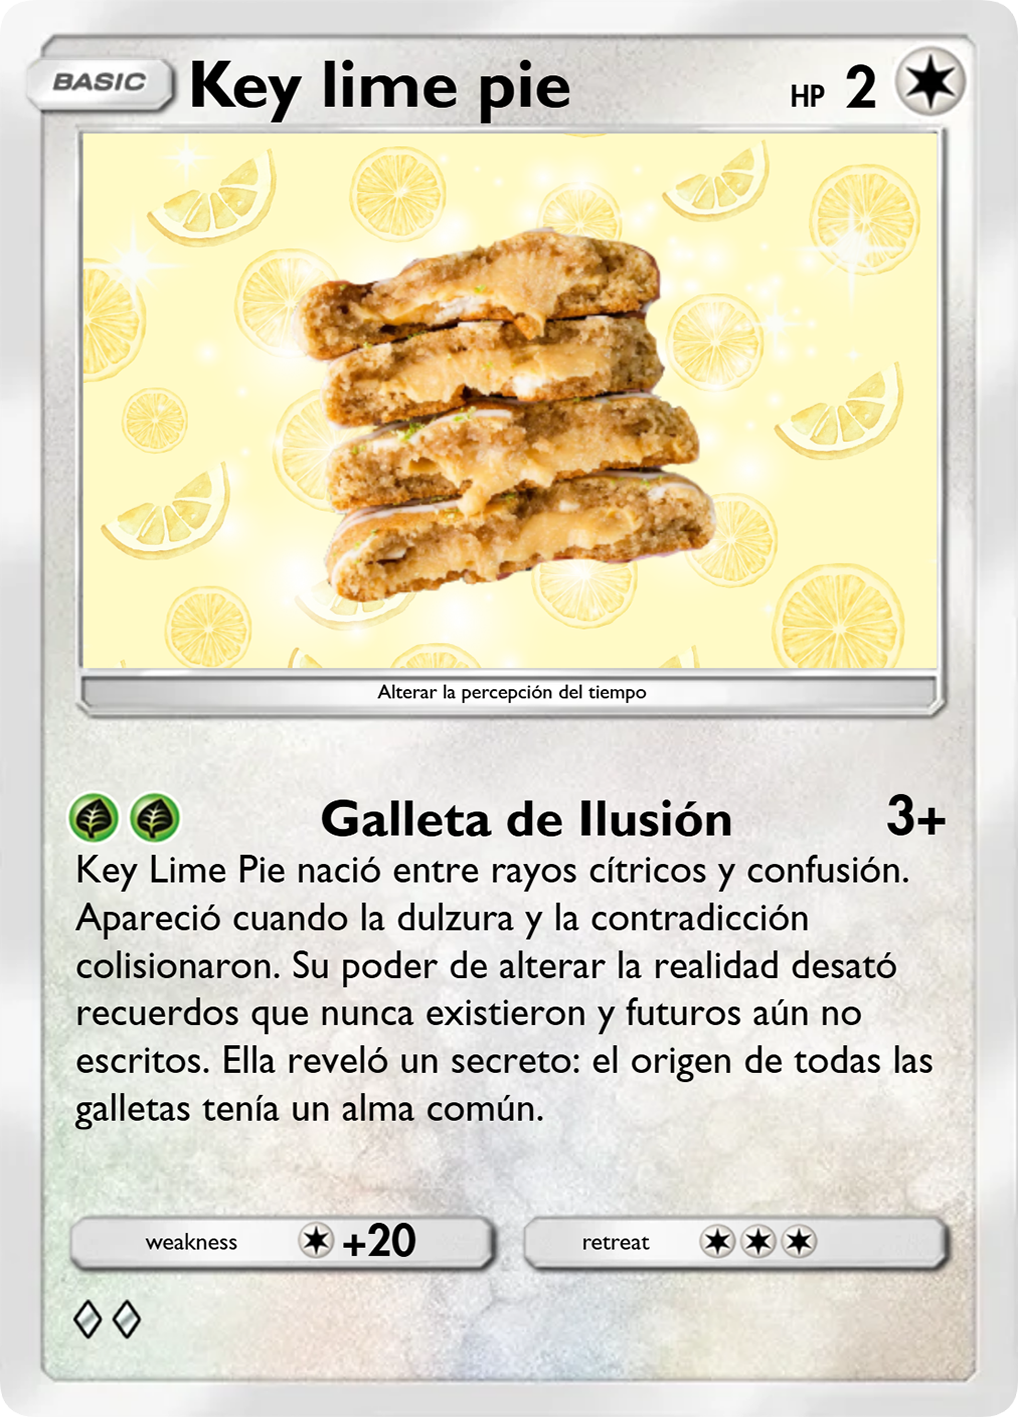 BASIC Key lime pie HP 2
Alterar la percepción del tiempo
Galleta de Ilusión 3+
Key Lime Pie nació entre rayos cítricos y confusión.
Apareció cuando la dulzura y la contradicción
colisionaron. Su poder de alterar la realidad desató
recuerdos que nunca existieron y futuros aún no
escritos. Ella reveló un secreto: el origen de todas las
galletas tenía un alma común.
weakness +20 retreat